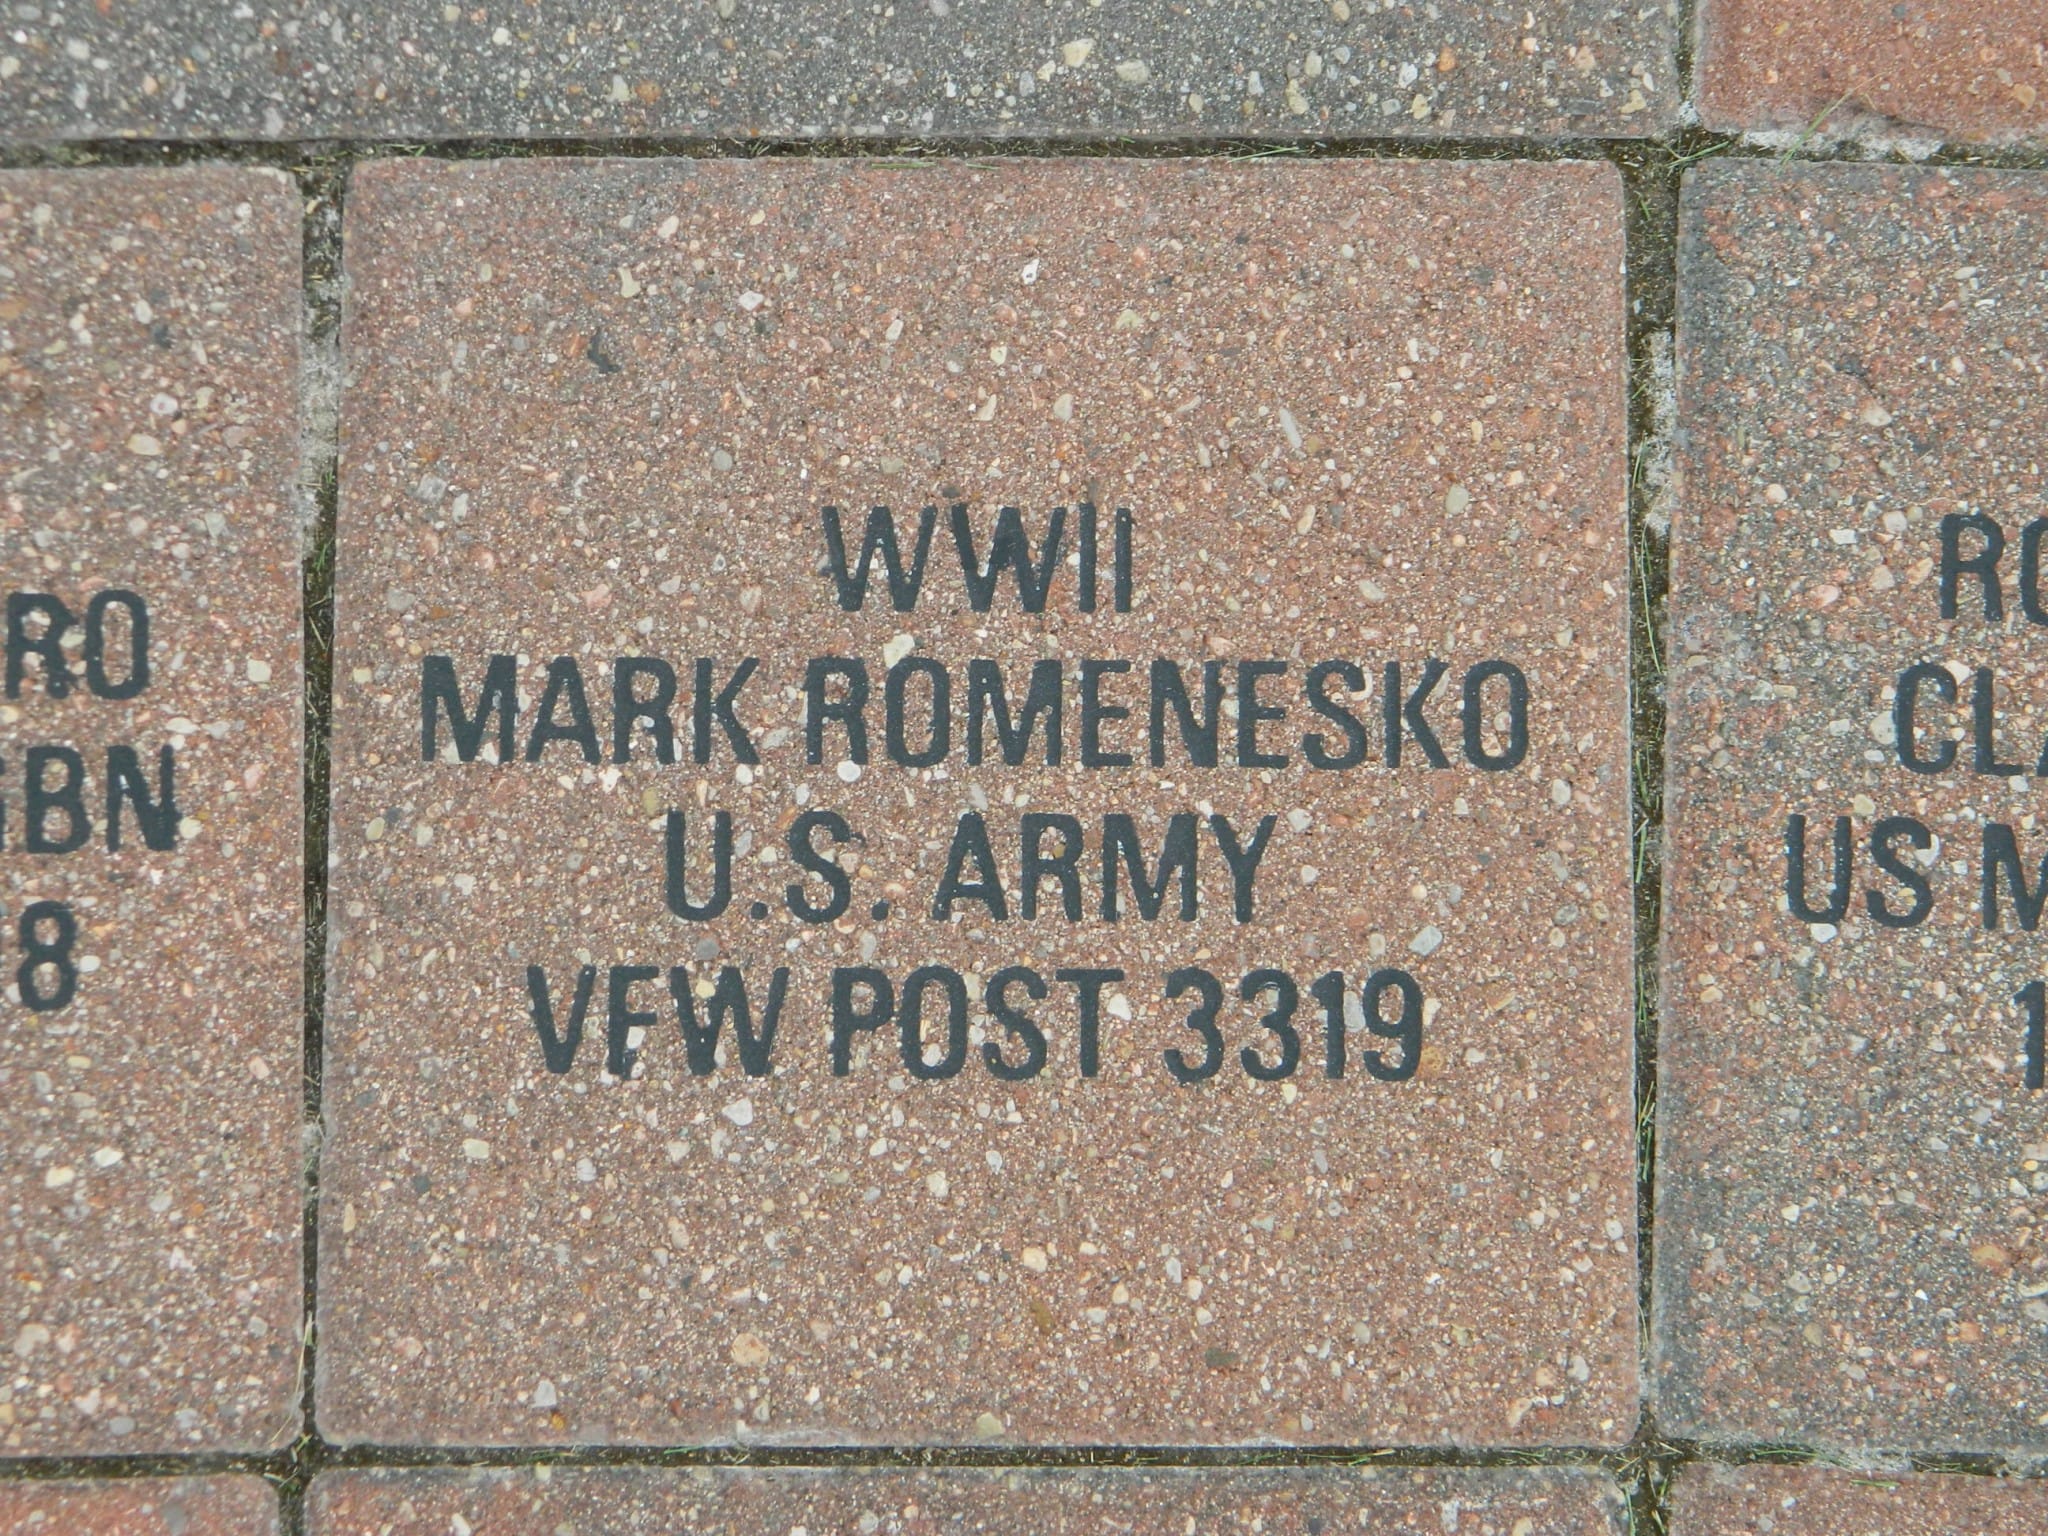 WWII
MARK ROMENESKO
U.S. ARMY
VFW POST 3319